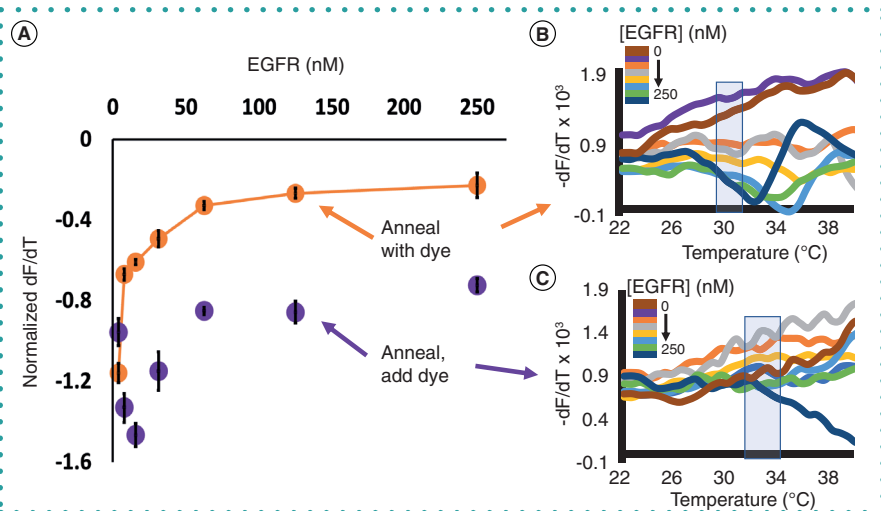 A
EGFR (nM)
0 50 100 150 200 250
0
-0.4
-0.8
-1.2
-1.6
Normalized dF/dT
Anneal
with dye
Anneal,
add dye
B
[EGFR] (nM)
0
250
1.9
0.9
-0.1
-dF/dT x 10³
22 26 30 34 38
Temperature (°C)
C
[EGFR] (nM)
0
250
1.9
1.4
0.9
0.4
-0.1
-dF/dT x 10³
22 26 30 34 38
Temperature (°C)